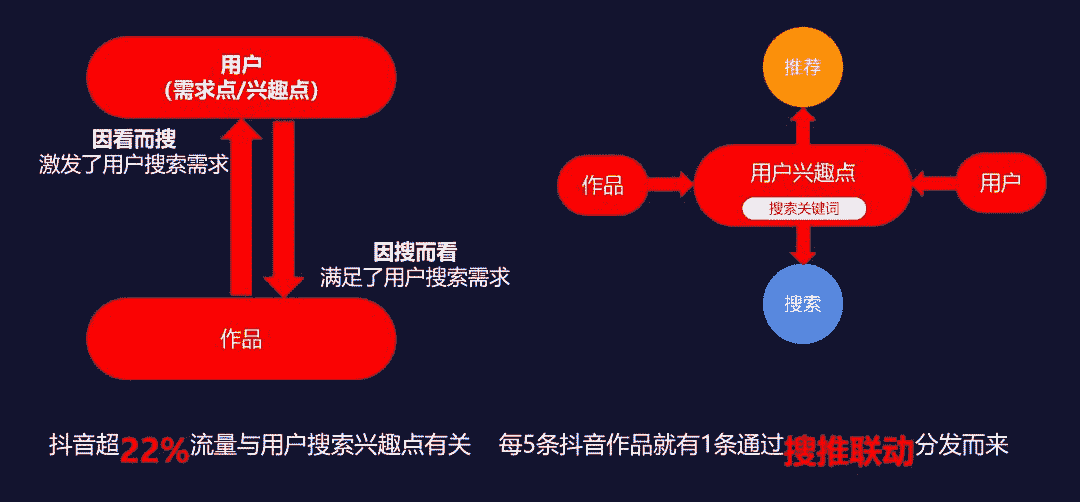 用户
(需求点/兴趣点)
因看而搜
激发了用户搜索需求
因搜而看
满足了用户搜索需求
作品
推荐
作品
用户兴趣点
搜索关键词
用户
搜索
抖音超22%流量与用户搜索兴趣点有关
每5条抖音作品就有1条通过搜推联动分发而来